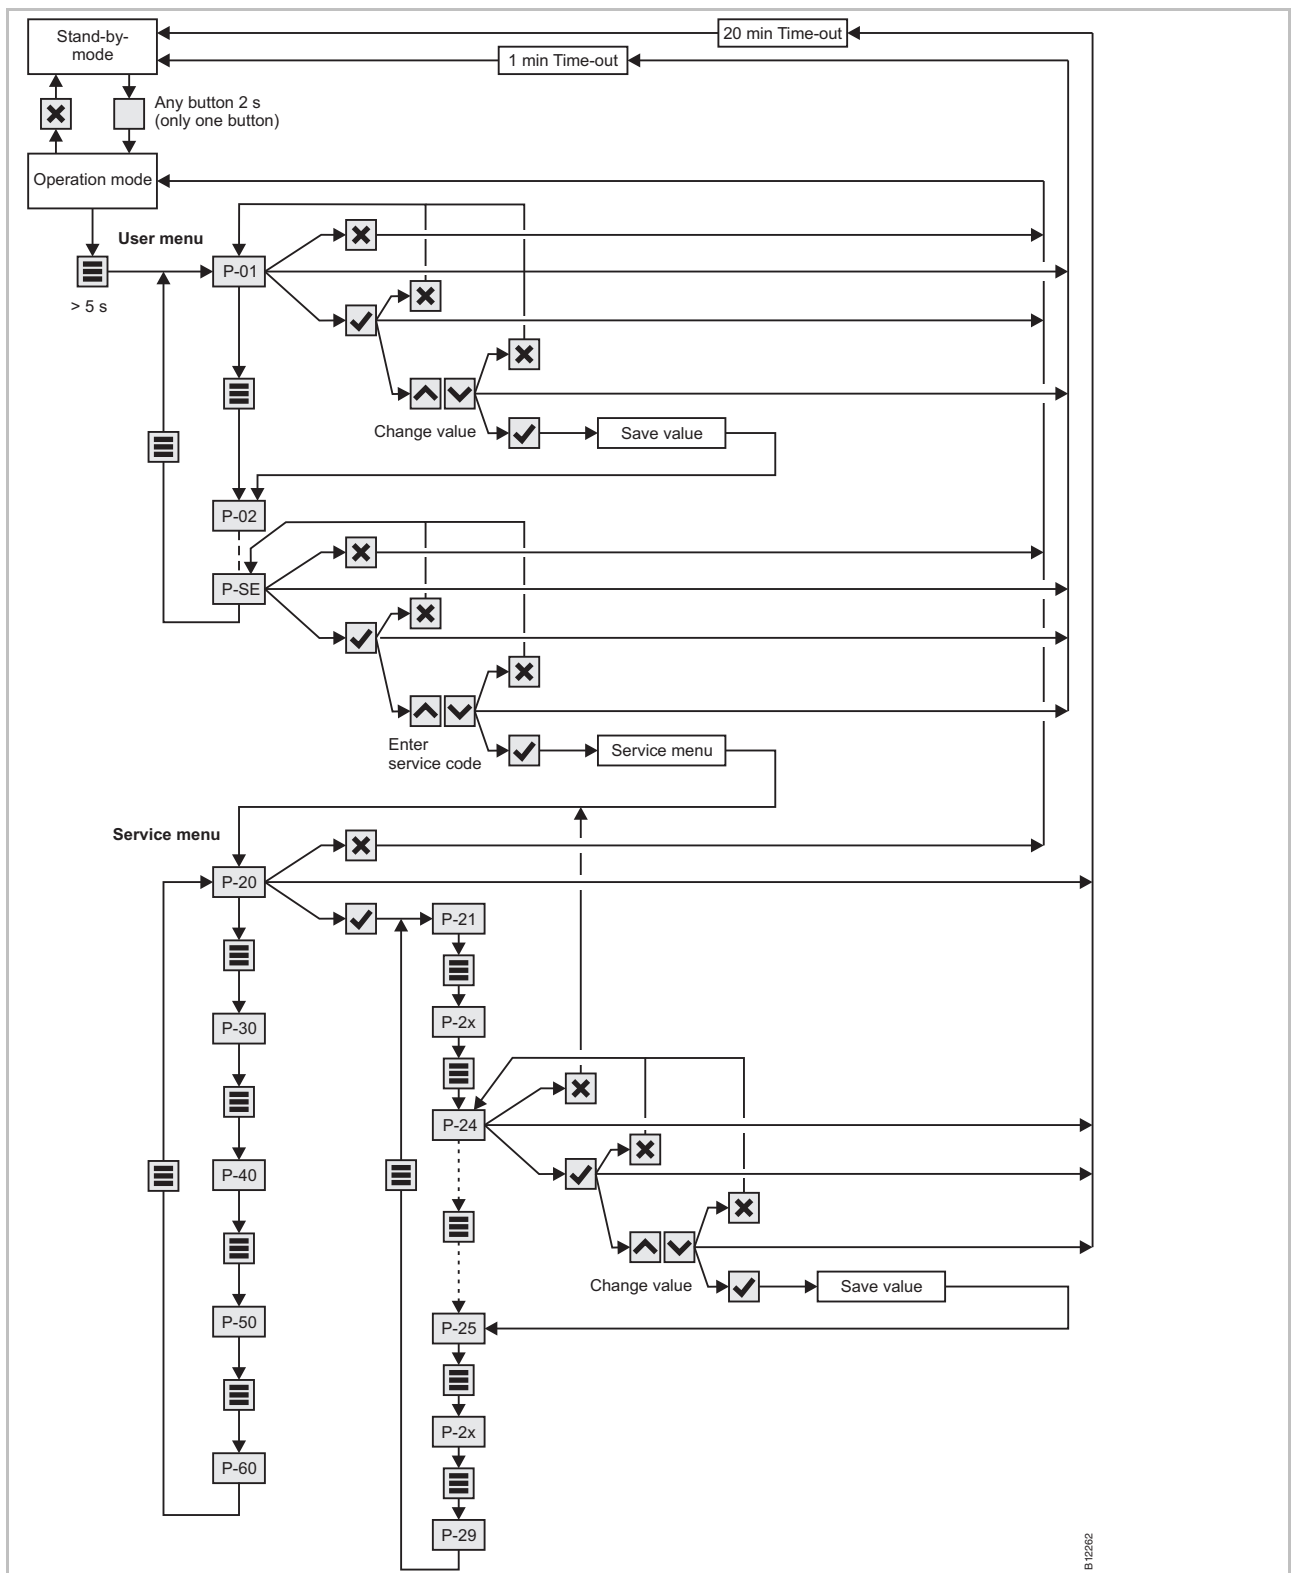 Stand-by-
mode
20 min Time-out
1 min Time-out
Any button 2 s
(only one button)
Operation mode
User menu
P-01
> 5 s
Change value
Save value
P-02
P-SE
Enter
service code
Service menu
Service menu
P-20
P-21
P-2x
P-30
P-24
P-40
Change value
Save value
P-50
P-25
P-2x
P-60
P-29
B12262